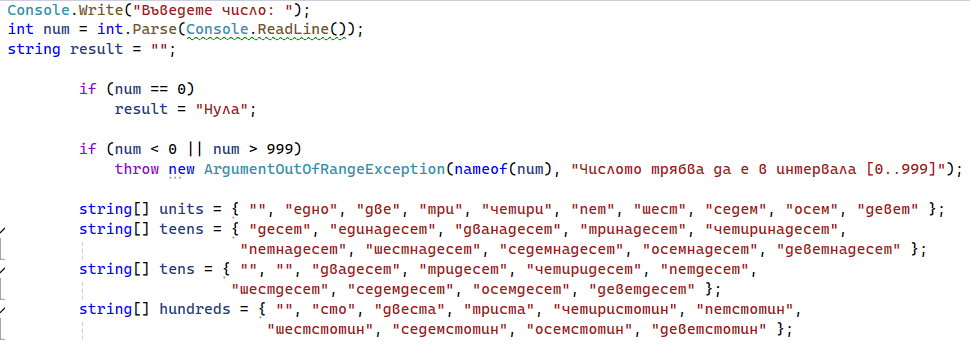 Console.Write("Въведете число: ");
int num = int.Parse(Console.ReadLine());
string result = "";
if (num == 0)
result = "Нула";
if (num < 0 || num > 999)
throw new ArgumentOutOfRangeException(nameof(num), "Числото трябва да е в интервала [0..999]");
string[] units = { "", "едно", "две", "три", "четири", "пет", "шест", "седем", "осем", "девет" };
string[] teens = { "десет", "единадесет", "дванадесет", "тринадесет", "четиринадесет",
"петнадесет", "шестнадесет", "седемнадесет", "осемнадесет", "деветнадесет" };
string[] tens = { "", "", "двадесет", "тридесет", "четиридесет", "петдесет",
"шестдесет", "седемдесет", "осемдесет", "деветдесет" };
string[] hundreds = { "", "сто", "двеста", "триста", "четиристотин", "петстотин",
"шестстотин", "седемстотин", "осемстотин", "деветстотин" };